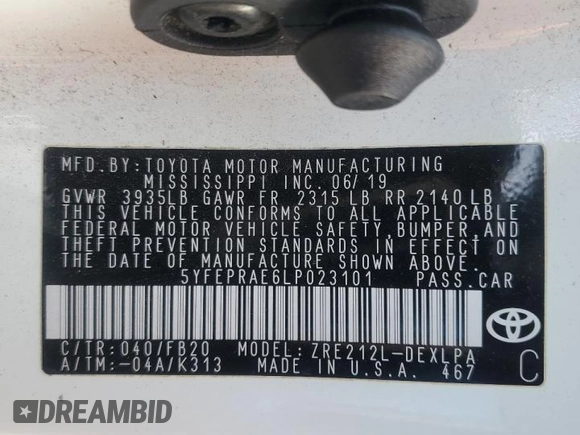 MFD.BY:TOYOTA MOTOR MANUFACTURING
MISSISSIPPI INC. 06/19
GVWR 3935LB GAWR FR 2315 LB RR 2140 LB
THIS VEHICLE CONFORMS TO ALL APPLICABLE
FEDERAL MOTOR VEHICLE SAFETY, BUMPER, AND
THEFT PREVENTION STANDARDS IN EFFECT ON
THE DATE OF MANUFACTURE SHOWN ABOVE.
5YFEPRAE6LP023101 PASS.CAR
C/TR:040/FB20 MODEL:ZRE212L-DEXLPA
A/TM:-04A/K313 MADE IN U.S.A. 467
C
DREAMBID